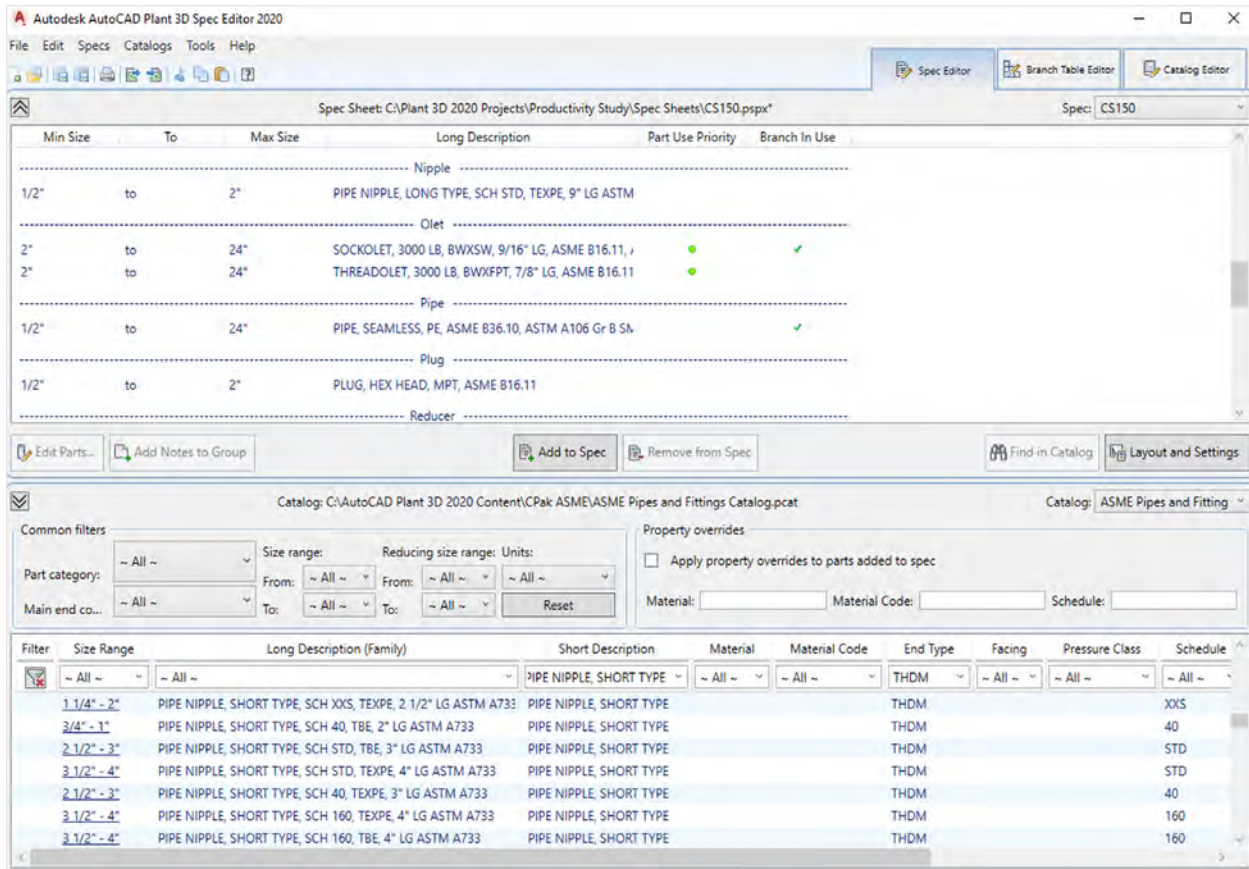 Autodesk AutoCAD Plant 3D Spec Editor 2020
File Edit Specs Catalogs Tools Help
Spec Editor Branch Table Editor Catalog Editor
Spec Sheet: C:\Plant 3D 2020 Projects\Productivity Study\Spec Sheets\CS150.pspx* Spec: CS150
Min Size To Max Size Long Description Part Use Priority Branch In Use
Nipple
1/2" to 2" PIPE NIPPLE, LONG TYPE, SCH STD, TEXPE, 9" LG ASTM
Olet
2" to 24" SOCKOLET, 3000 LB, BWXSW, 9/16" LG, ASME B16.11,
2" to 24" THREADOLET, 3000 LB, BWXFPT, 7/8" LG, ASME B16.11
Pipe
1/2" to 24" PIPE, SEAMLESS, PE, ASME B36.10, ASTM A106 Gr B
Plug
1/2" to 2" PLUG, HEX HEAD, MPT, ASME B16.11
Reducer
Edit Parts... Add Notes to Group Add to Spec Remove from Spec Find in Catalog Layout and Settings
Catalog: C:\AutoCAD Plant 3D 2020 Content\CPak ASME\ASME Pipes and Fittings Catalog.pcat Catalog: ASME Pipes and Fitting
Common filters Property overrides
Part category: ~ All ~ Size range: Reducing size range: Units:
From: ~ All ~ From: ~ All ~ ~ All ~ Apply property overrides to parts added to spec
Main end co... ~ All ~ To: ~ All ~ To: ~ All ~ Reset Material: Material Code: Schedule:
Filter Size Range Long Description (Family) Short Description Material Material Code End Type Facing Pressure Class Schedule
~ All ~ ~ All ~ PIPE NIPPLE, SHORT TYPE ~ All ~ ~ All ~ THDM ~ All ~ ~ All ~ ~ All ~
1 1/4" - 2" PIPE NIPPLE, SHORT TYPE, SCH XXS, TEXPE, 2 1/2" LG ASTM A733 PIPE NIPPLE, SHORT TYPE THDM XXS
3/4" - 1" PIPE NIPPLE, SHORT TYPE, SCH 40, TBE, 2" LG ASTM A733 PIPE NIPPLE, SHORT TYPE THDM 40
2 1/2" - 3" PIPE NIPPLE, SHORT TYPE, SCH STD, TBE, 3" LG ASTM A733 PIPE NIPPLE, SHORT TYPE THDM STD
3 1/2" - 4" PIPE NIPPLE, SHORT TYPE, SCH STD, TEXPE, 4" LG ASTM A733 PIPE NIPPLE, SHORT TYPE THDM STD
2 1/2" - 3" PIPE NIPPLE, SHORT TYPE, SCH 40, TEXPE, 3" LG ASTM A733 PIPE NIPPLE, SHORT TYPE THDM 40
3 1/2" - 4" PIPE NIPPLE, SHORT TYPE, SCH 160, TEXPE, 4" LG ASTM A733 PIPE NIPPLE, SHORT TYPE THDM 160
3 1/2" - 4" PIPE NIPPLE, SHORT TYPE, SCH 160, TBE, 4" LG ASTM A733 PIPE NIPPLE, SHORT TYPE THDM 160